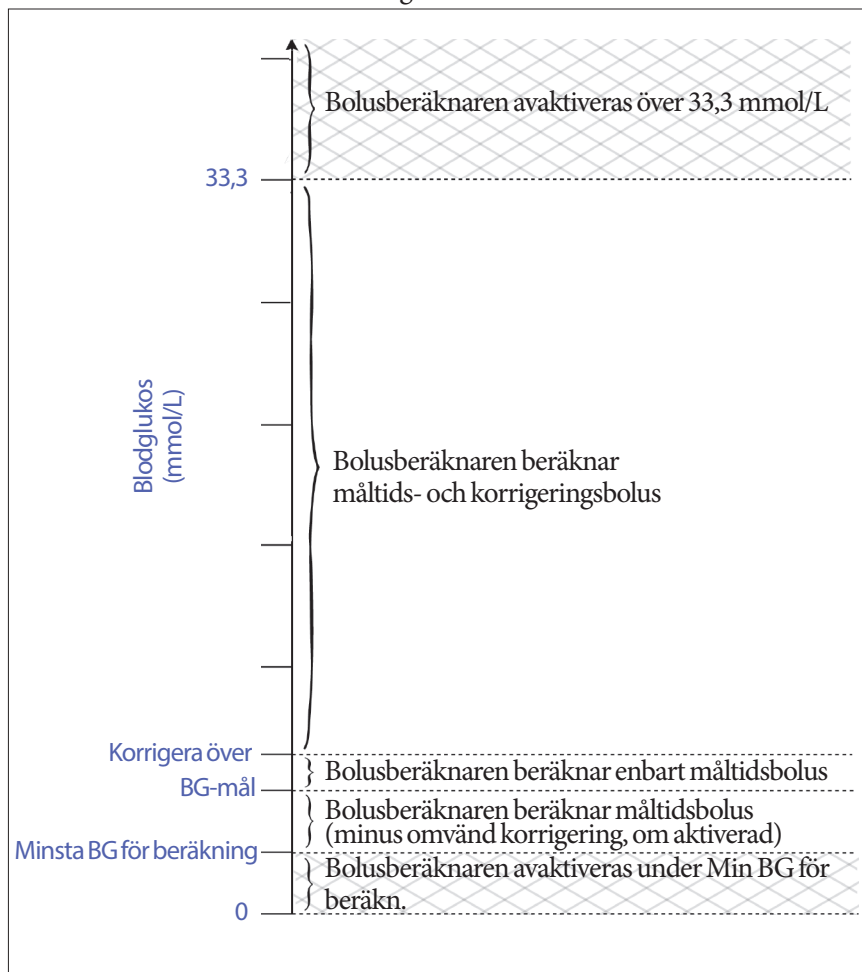 Bolusberäknaren avaktiveras över 33,3 mmol/L
33,3
Blodglukos
(mmol/L)
Bolusberäknaren beräknar
måltids- och korrigeringsbolus
Korrigera över
Bolusberäknaren beräknar enbart måltidsbolus
BG-mål
Bolusberäknaren beräknar måltidsbolus
(minus omvänd korrigering, om aktiverad)
Minsta BG för beräkning
Bolusberäknaren avaktiveras under Min BG för
beräkn.
0